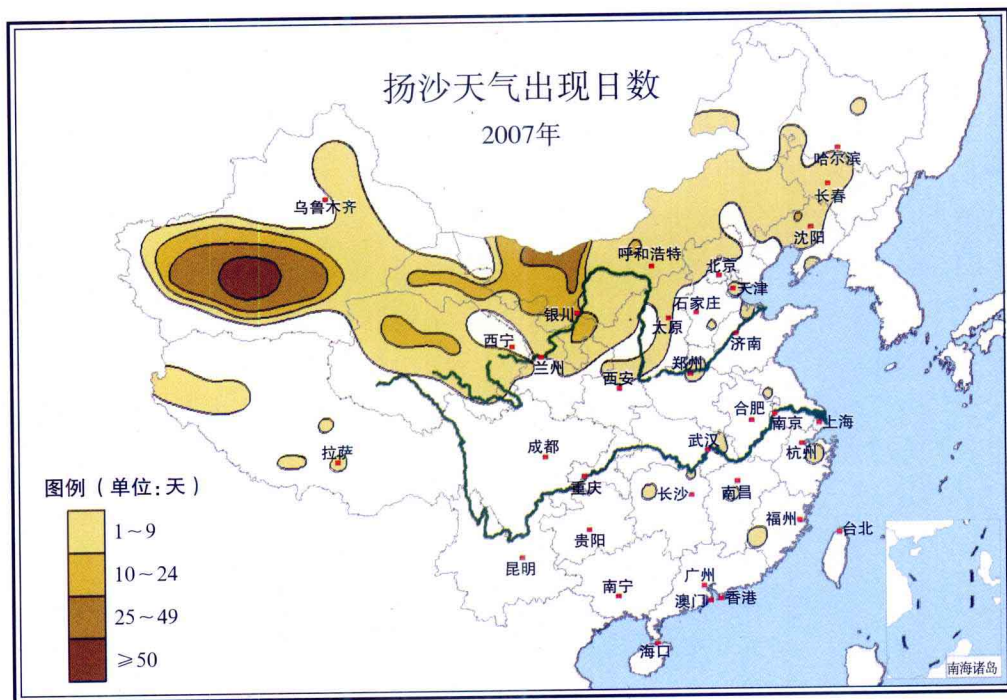 扬沙天气出现日数
2007年
哈尔滨
长春
乌鲁木齐
沈阳
呼和浩特
北京
天津
石家庄
银川
太原
西宁
济南
兰州
郑州
西安
合肥
南京
上海
武汉
成都
杭州
拉萨
重庆
长沙
南昌
图例（单位：天）
1～9
10～24
25～49
≥50
福州
台北
贵阳
昆明
广州
南宁
澳门
香港
海口
南海诸岛